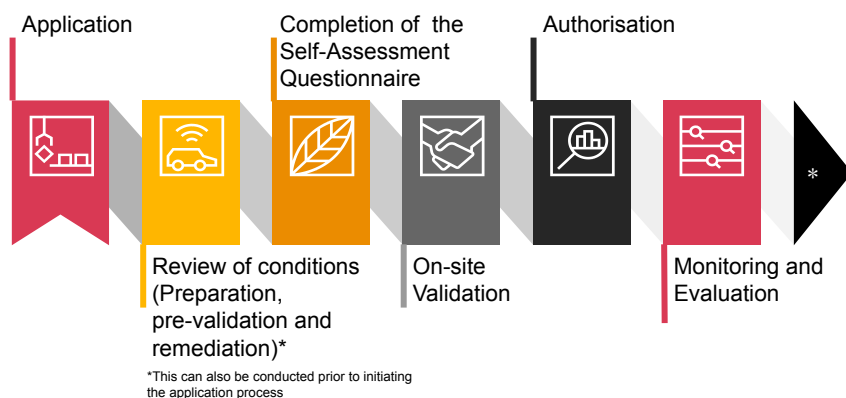 Application
Completion of the
Self-Assessment
Questionnaire
Authorisation
*
Review of conditions
(Preparation,
pre-validation and
remediation)*
*This can also be conducted prior to initiating
the application process
On-site
Validation
Monitoring and
Evaluation